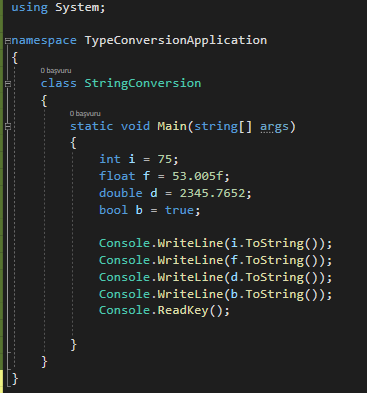 using System;
namespace TypeConversionApplication
{
0 başvuru
class StringConversion
{
0 başvuru
static void Main(string[] args)
{
int i = 75;
float f = 53.005f;
double d = 2345.7652;
bool b = true;
Console.WriteLine(i.ToString());
Console.WriteLine(f.ToString());
Console.WriteLine(d.ToString());
Console.WriteLine(b.ToString());
Console.ReadKey();
}
}
}